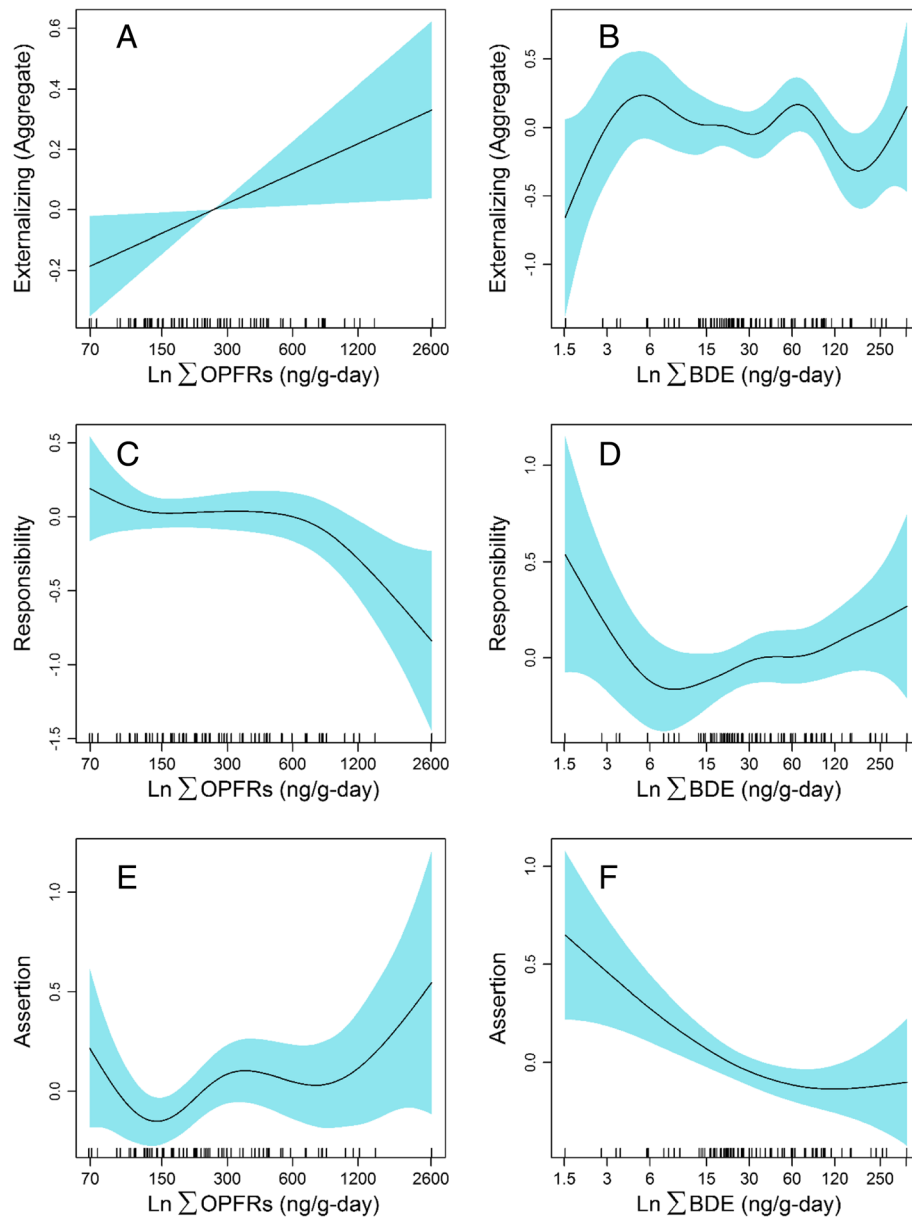 A
Externalizing (Aggregate)
-0.2 0.0 0.2 0.4 0.6
70 150 300 600 1200 2600
Ln ∑OPFRs (ng/g-day)
B
Externalizing (Aggregate)
-1.0 -0.5 0.0 0.5
1.5 3 6 15 30 60 120 250
Ln ∑BDE (ng/g-day)
C
Responsibility
-1.5 -1.0 -0.5 0.0 0.5
70 150 300 600 1200 2600
Ln ∑OPFRs (ng/g-day)
D
Responsibility
0.0 0.5 1.0
1.5 3 6 15 30 60 120 250
Ln ∑BDE (ng/g-day)
E
Assertion
0.0 0.5 1.0
70 150 300 600 1200 2600
Ln ∑OPFRs (ng/g-day)
F
Assertion
0.0 0.5 1.0
1.5 3 6 15 30 60 120 250
Ln ∑BDE (ng/g-day)